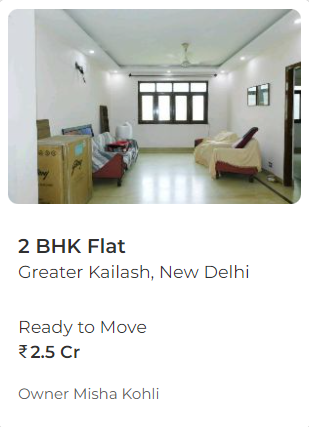 2 BHK Flat
Greater Kailash, New Delhi
Ready to Move
₹2.5 Cr
Owner Misha Kohli